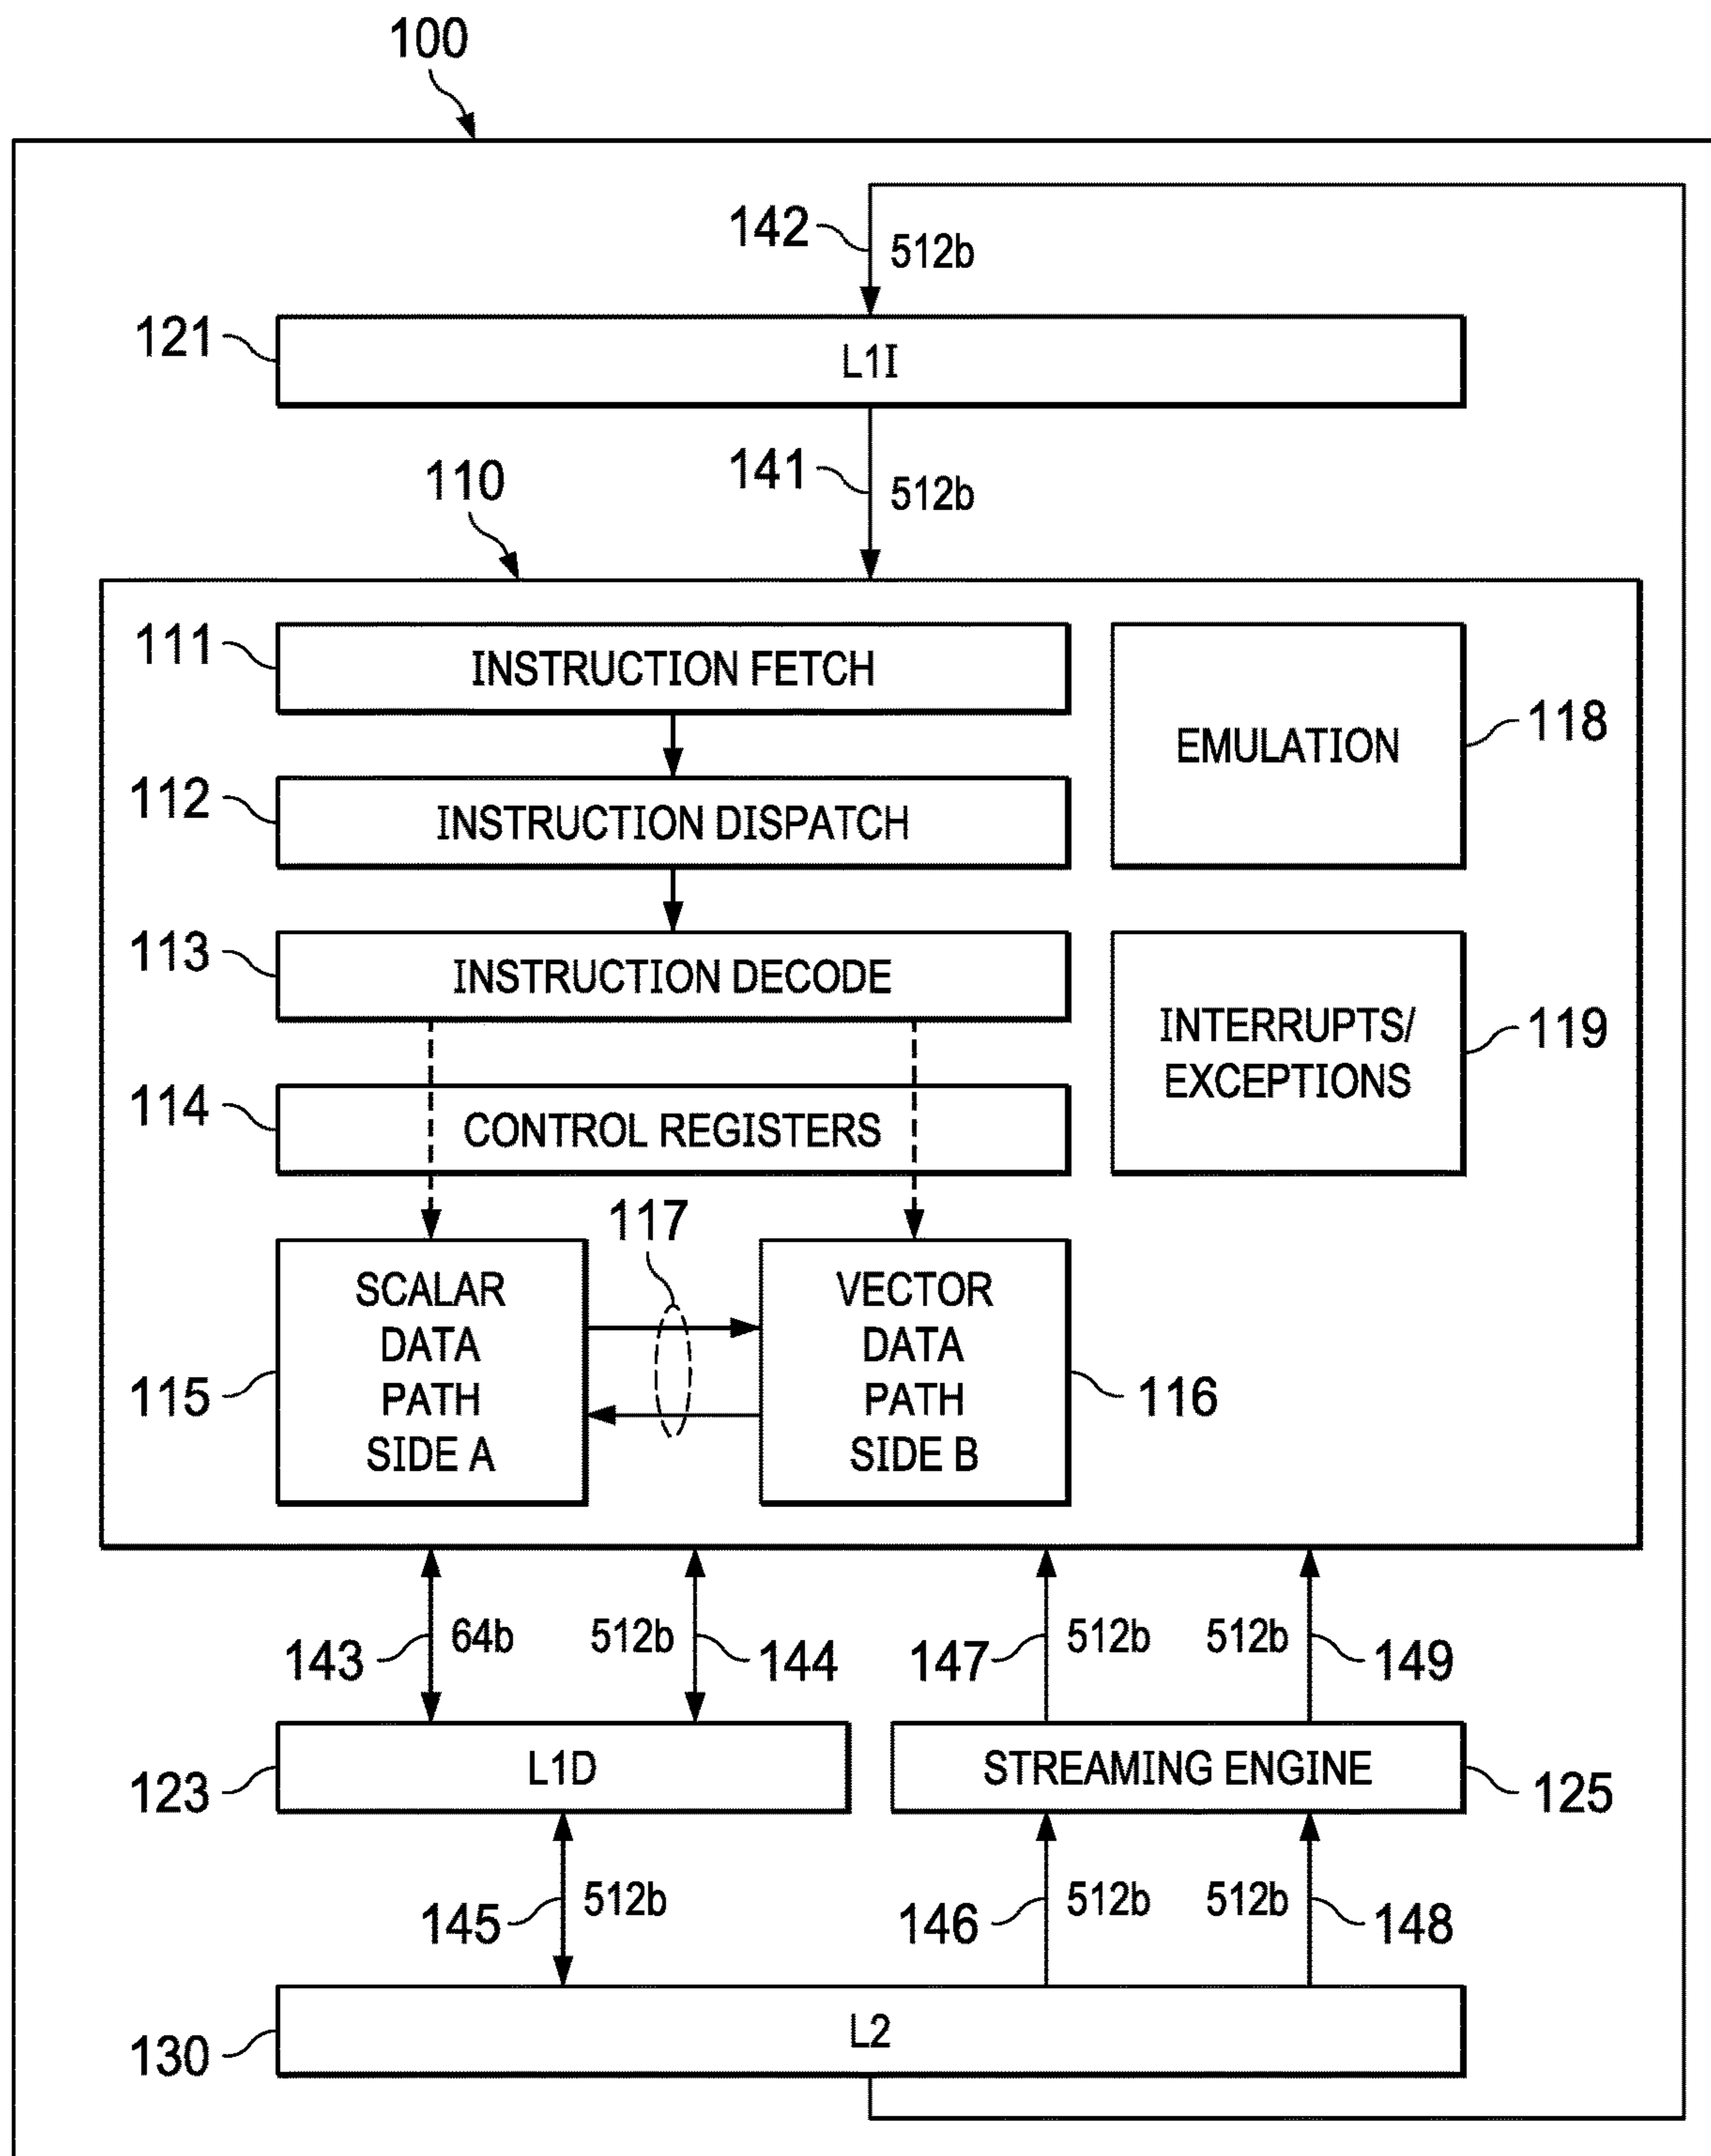 100
142
512b
121
L1I
141
512b
110
111
INSTRUCTION FETCH
118
EMULATION
112
INSTRUCTION DISPATCH
113
INSTRUCTION DECODE
119
INTERRUPTS/
EXCEPTIONS
114
CONTROL REGISTERS
117
115
SCALAR
DATA
PATH
SIDE A
VECTOR
DATA
PATH
SIDE B
116
143
64b
512b
144
147
512b
512b
149
123
L1D
STREAMING ENGINE
125
145
512b
146
512b
512b
148
130
L2